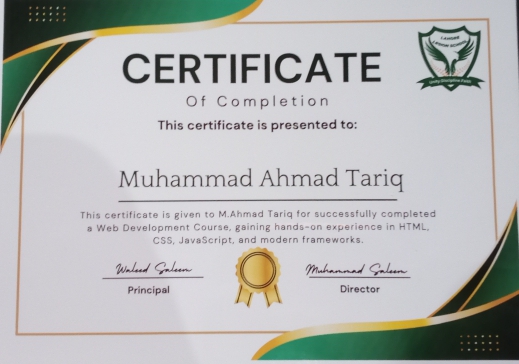 LAHORE
LEADS SCHOOL
Unity.Discipline.Faith
CERTIFICATE
Of Completion
This certificate is presented to:
Muhammad Ahmad Tariq
This certificate is given to M.Ahmad Tariq for successfully completed
a Web Development Course, gaining hands-on experience in HTML,
CSS, JavaScript, and modern frameworks.
Waleed Saleem
Muhammad Saleem
Principal
Director